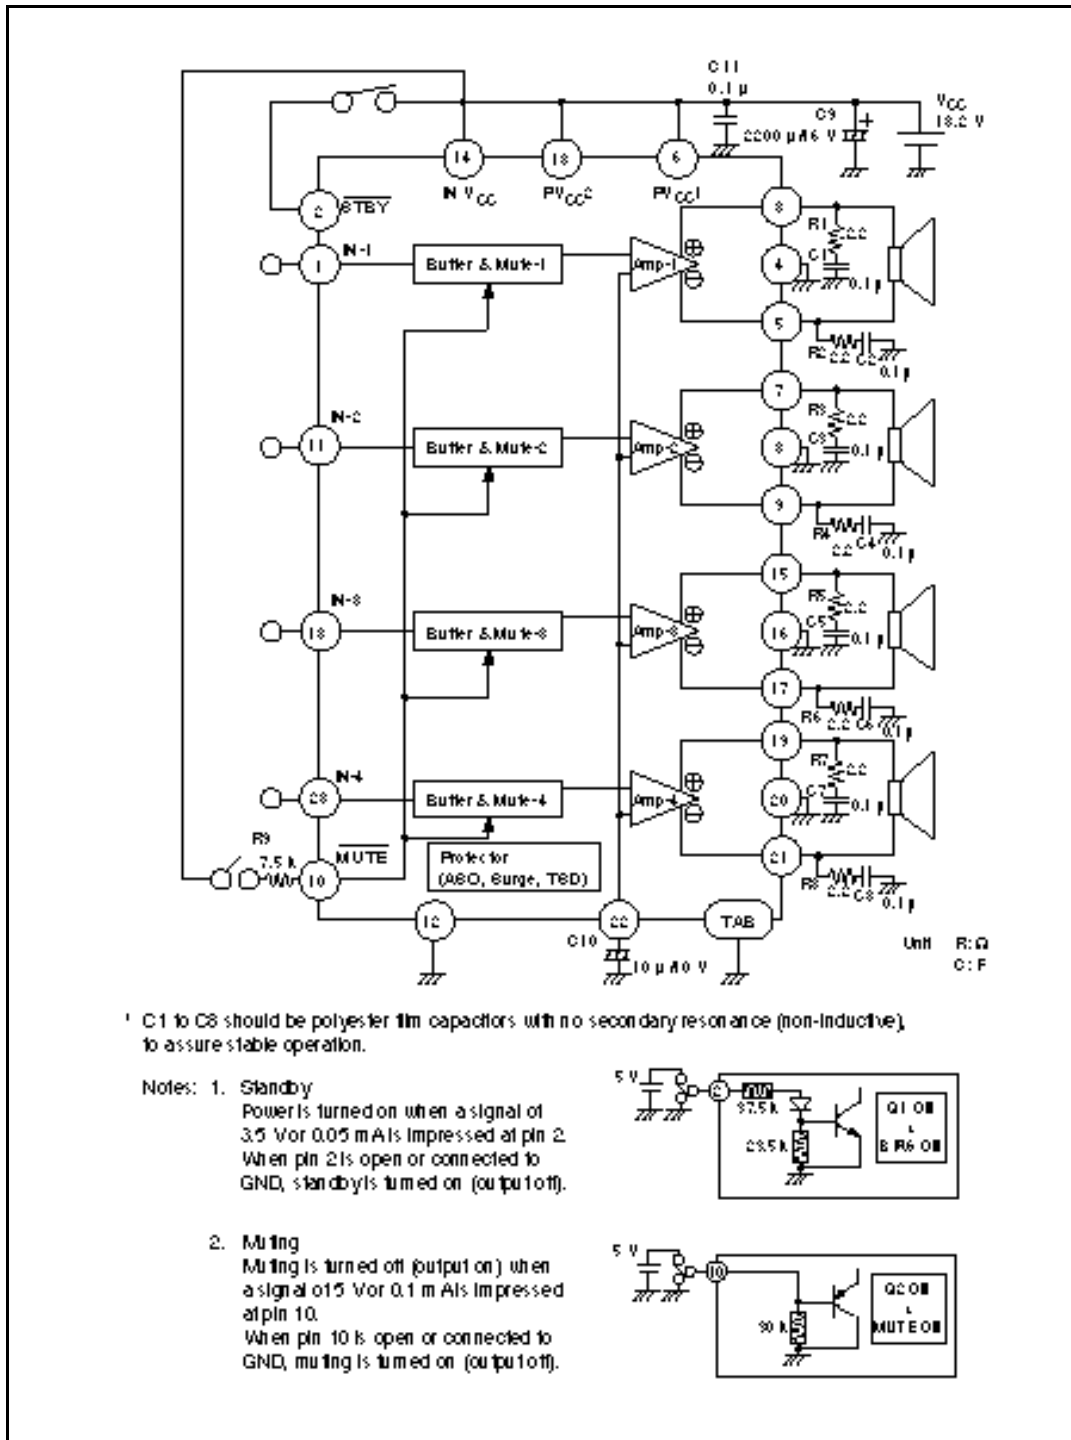 C11
0.1 μ
C9
2200 μ/16 V
VCC
13.2 V
14
18
6
IN VCC
PVCC2
PVCC1
2
STBY
3
R1
2.2
1
IN-1
Buffer & Mute-1
Amp-1
4
C1
0.1 μ
5
R2
2.2
C2
0.1 μ
7
IN-2
R3
2.2
11
Buffer & Mute-2
Amp-2
8
C3
0.1 μ
9
R4
2.2
C4
0.1 μ
15
IN-3
R5
2.2
13
Buffer & Mute-3
Amp-3
16
C5
0.1 μ
17
R6
2.2
C6
0.1 μ
19
IN-4
R7
2.2
23
Buffer & Mute-4
Amp-4
20
C7
0.1 μ
R9
7.5 k
MUTE
10
Protector
(ASO, Surge, TSD)
21
R8
2.2
C8
0.1 μ
12
22
TAB
C10
10 μ/10 V
Unit R: Ω
C: F
* C1 to C8 should be polyester film capacitors with no secondary resonance (non-inductive),
to assure stable operation.
Notes: 1. Standby
Power is turned on when a signal of
3.5 V or 0.05 mA is impressed at pin 2.
When pin 2 is open or connected to
GND, standby is turned on (output off).
5 V
2
37.5 k
23.5 k
Q1 ON
↓
BIAS ON
2. Muting
Muting is turned off (output on) when
a signal of 5 V or 0.1 mA is impressed
at pin 10.
When pin 10 is open or connected to
GND, muting is turned on (output off).
5 V
10
30 k
Q2 ON
↓
MUTE ON